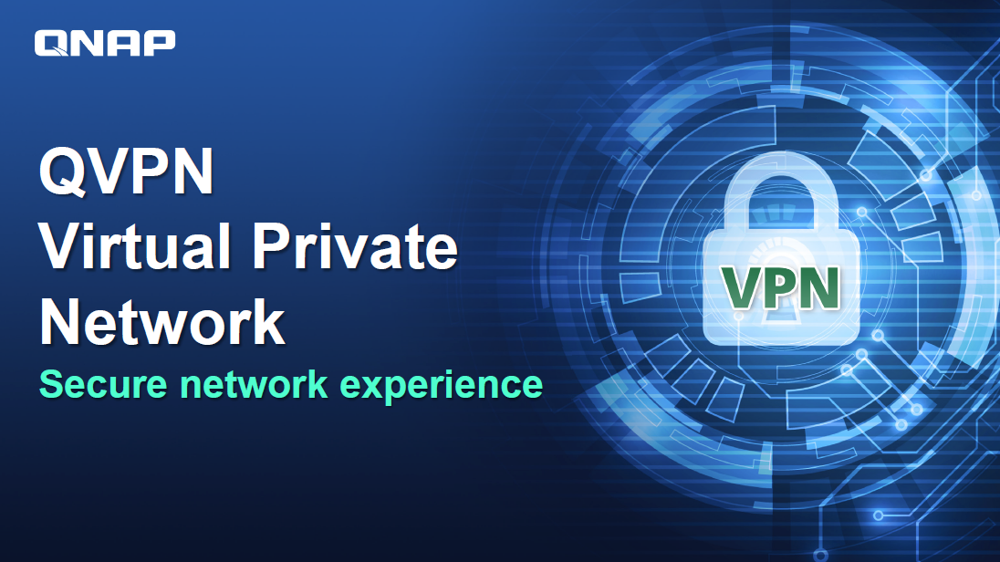 QNAP
QVPN
Virtual Private
Network
Secure network experience
VPN